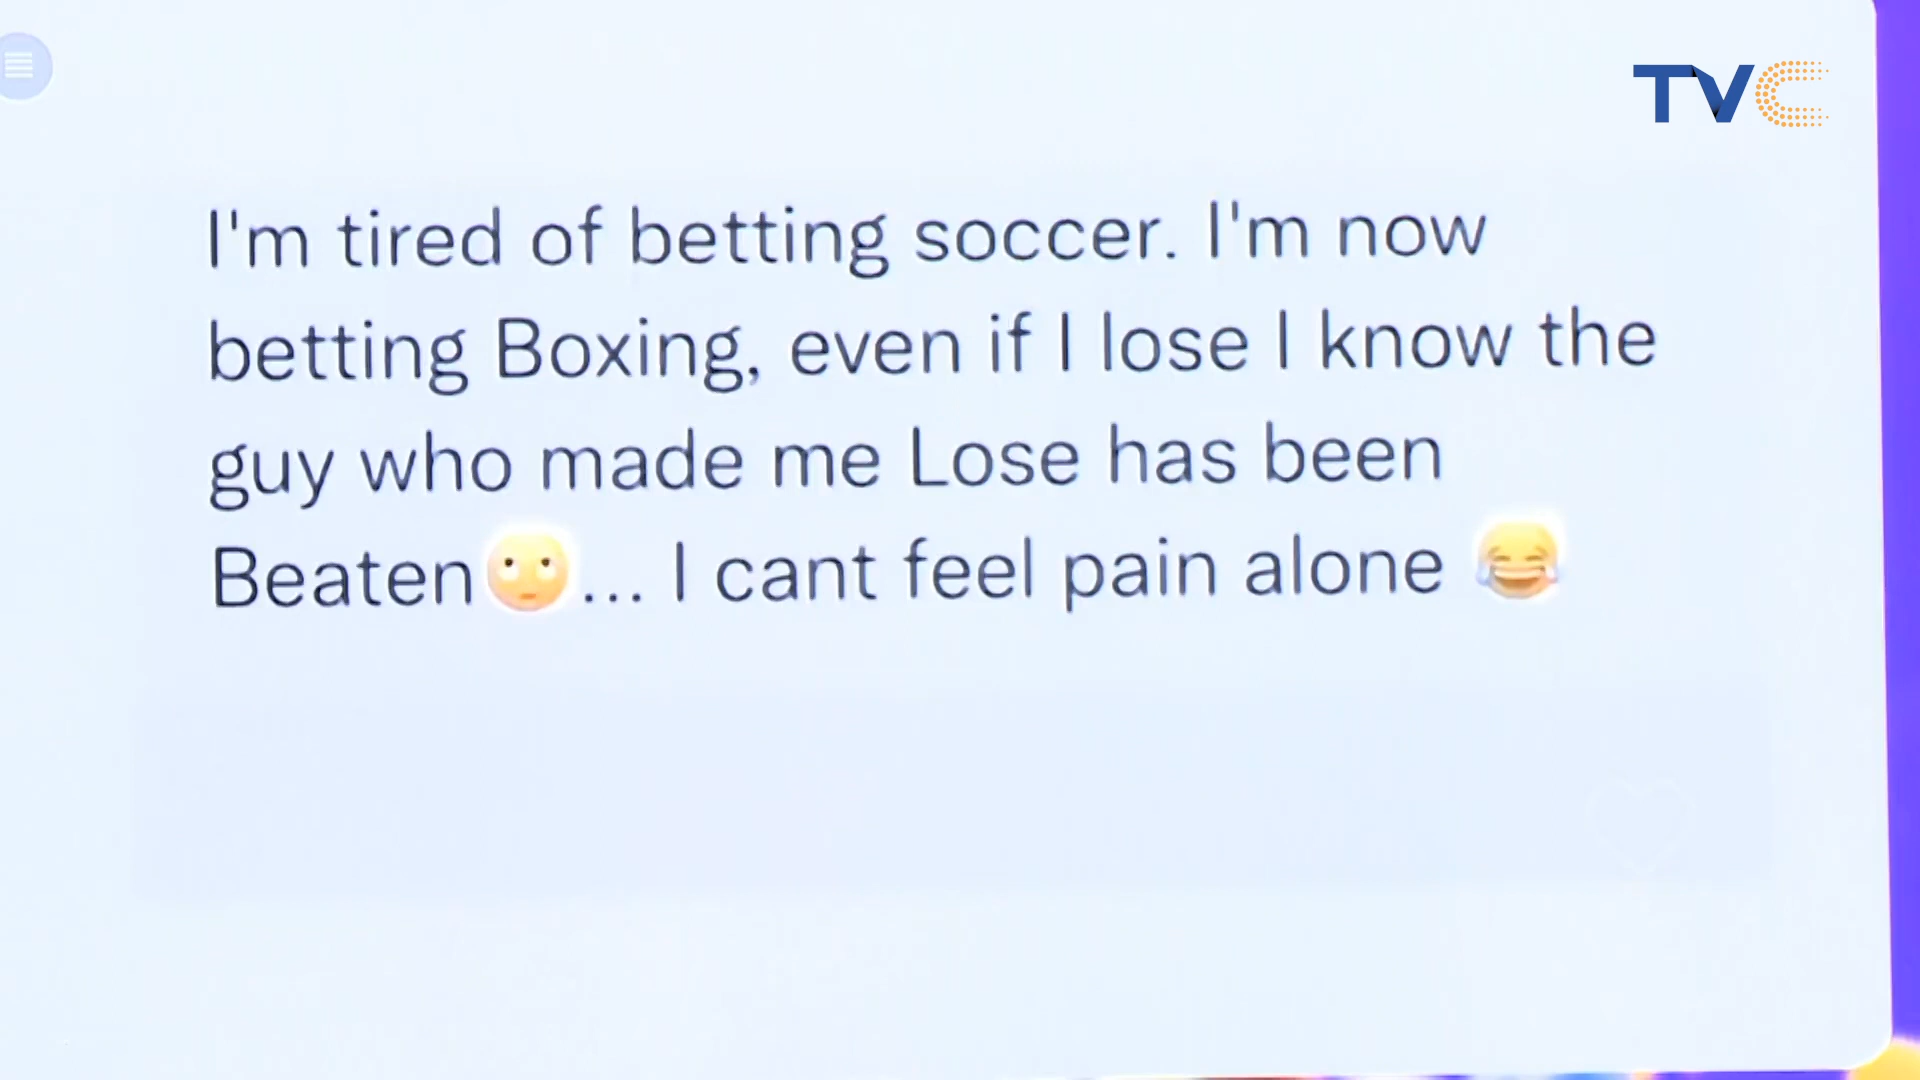 TVC
I'm tired of betting soccer. I'm now
betting Boxing, even if I lose I know the
guy who made me Lose has been
Beaten🙄... I cant feel pain alone 😂